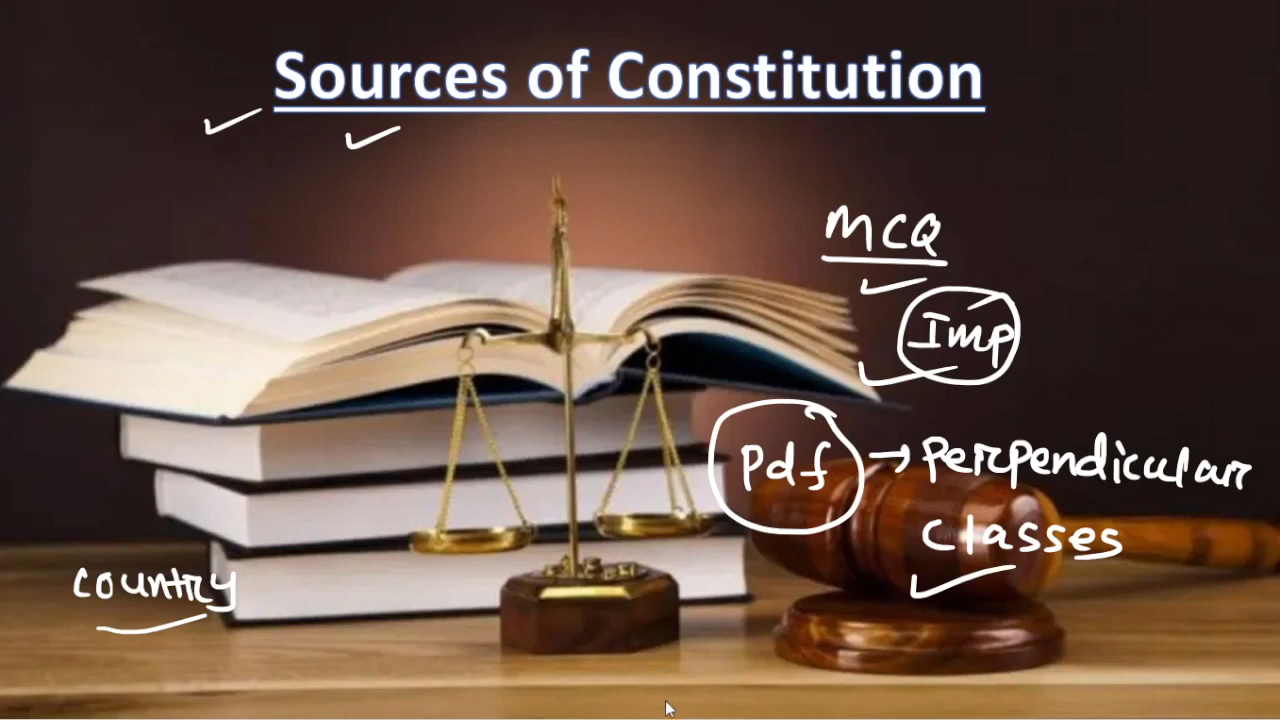 Sources of Constitution
MCQ
Imp
Pdf → Perpendicular
Classes
country